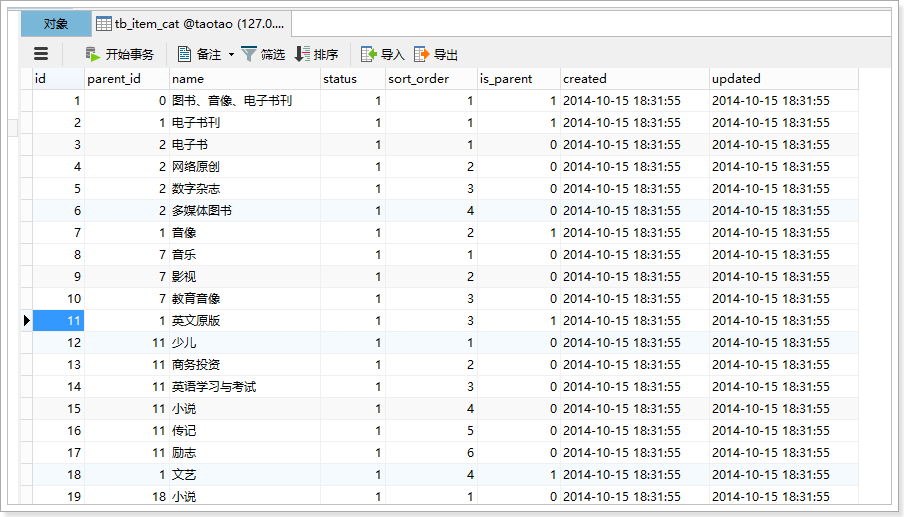 对象 tb_item_cat @taotao (127.0....
开始事务 备注 筛选 排序 导入 导出
id parent_id name status sort_order is_parent created updated
1 0 图书、音像、电子书刊 1 1 1 2014-10-15 18:31:55 2014-10-15 18:31:55
2 1 电子书刊 1 1 1 2014-10-15 18:31:55 2014-10-15 18:31:55
3 2 电子书 1 1 0 2014-10-15 18:31:55 2014-10-15 18:31:55
4 2 网络原创 1 2 0 2014-10-15 18:31:55 2014-10-15 18:31:55
5 2 数字杂志 1 3 0 2014-10-15 18:31:55 2014-10-15 18:31:55
6 2 多媒体图书 1 4 0 2014-10-15 18:31:55 2014-10-15 18:31:55
7 1 音像 1 2 1 2014-10-15 18:31:55 2014-10-15 18:31:55
8 7 音乐 1 1 0 2014-10-15 18:31:55 2014-10-15 18:31:55
9 7 影视 1 2 0 2014-10-15 18:31:55 2014-10-15 18:31:55
10 7 教育音像 1 3 0 2014-10-15 18:31:55 2014-10-15 18:31:55
11 1 英文原版 1 3 1 2014-10-15 18:31:55 2014-10-15 18:31:55
12 11 少儿 1 1 0 2014-10-15 18:31:55 2014-10-15 18:31:55
13 11 商务投资 1 2 0 2014-10-15 18:31:55 2014-10-15 18:31:55
14 11 英语学习与考试 1 3 0 2014-10-15 18:31:55 2014-10-15 18:31:55
15 11 小说 1 4 0 2014-10-15 18:31:55 2014-10-15 18:31:55
16 11 传记 1 5 0 2014-10-15 18:31:55 2014-10-15 18:31:55
17 11 励志 1 6 0 2014-10-15 18:31:55 2014-10-15 18:31:55
18 1 文艺 1 4 1 2014-10-15 18:31:55 2014-10-15 18:31:55
19 18 小说 1 1 0 2014-10-15 18:31:55 2014-10-15 18:31:55